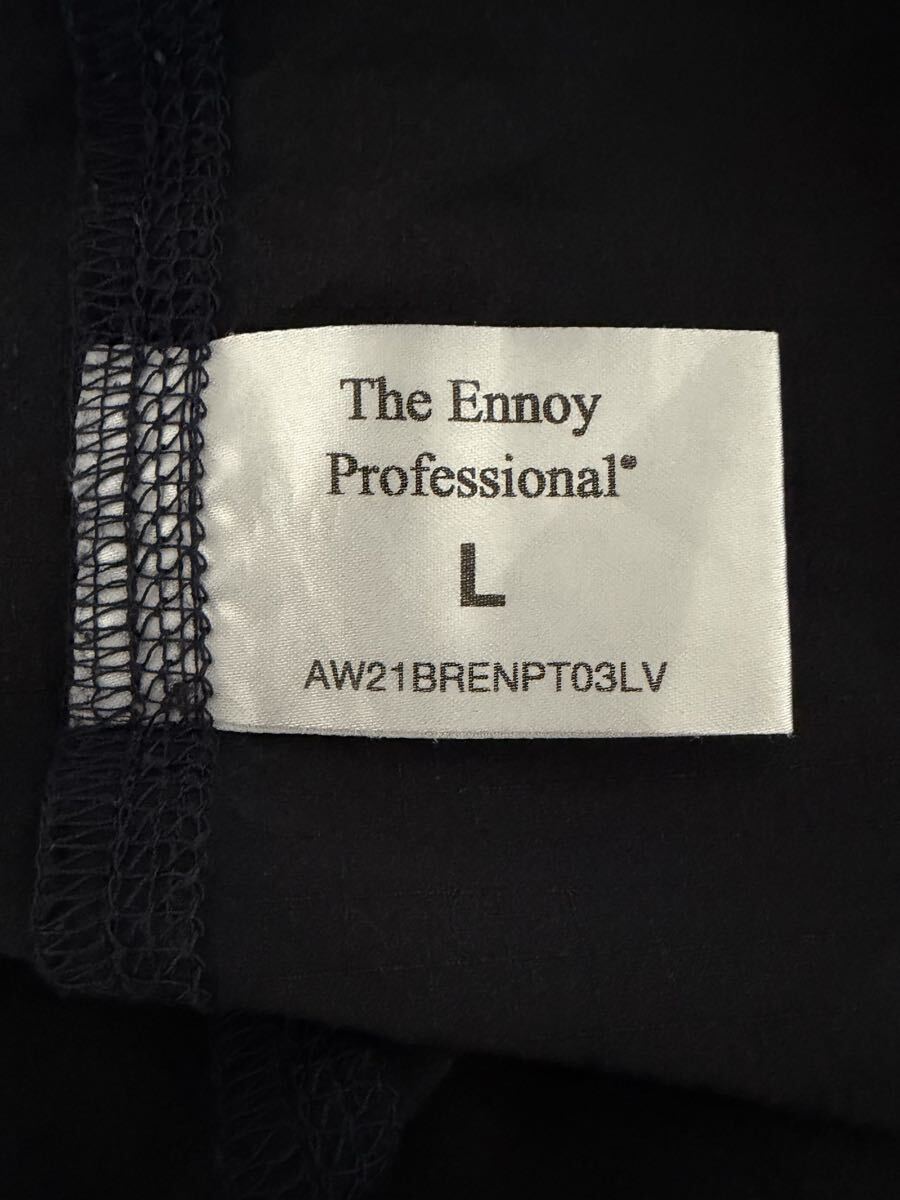 The Ennoy
Professional®
L
AW21BRENPT03LV